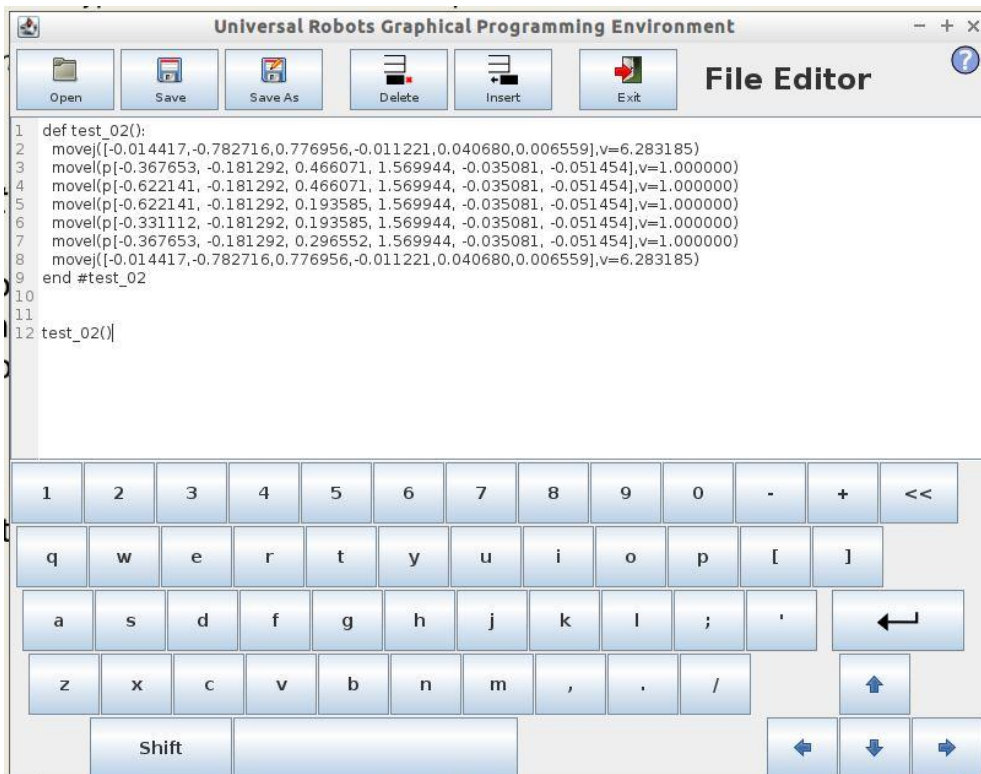 Universal Robots Graphical Programming Environment
Open Save Save As Delete Insert Exit File Editor ?
1 def test_02():
2 movej([-0.014417,-0.782716,0.776956,-0.011221,0.040680,0.006559],v=6.283185)
3 movel(p[-0.367653, -0.181292, 0.466071, 1.569944, -0.035081, -0.051454],v=1.000000)
4 movel(p[-0.622141, -0.181292, 0.466071, 1.569944, -0.035081, -0.051454],v=1.000000)
5 movel(p[-0.622141, -0.181292, 0.193585, 1.569944, -0.035081, -0.051454],v=1.000000)
6 movel(p[-0.331112, -0.181292, 0.193585, 1.569944, -0.035081, -0.051454],v=1.000000)
7 movel(p[-0.367653, -0.181292, 0.296552, 1.569944, -0.035081, -0.051454],v=1.000000)
8 movej([-0.014417,-0.782716,0.776956,-0.011221,0.040680,0.006559],v=6.283185)
9 end #test_02
10
11
12 test_02()
1 2 3 4 5 6 7 8 9 0 - + <<
q w e r t y u i o p [ ]
a s d f g h j k l ; '
z x c v b n m , . /
Shift